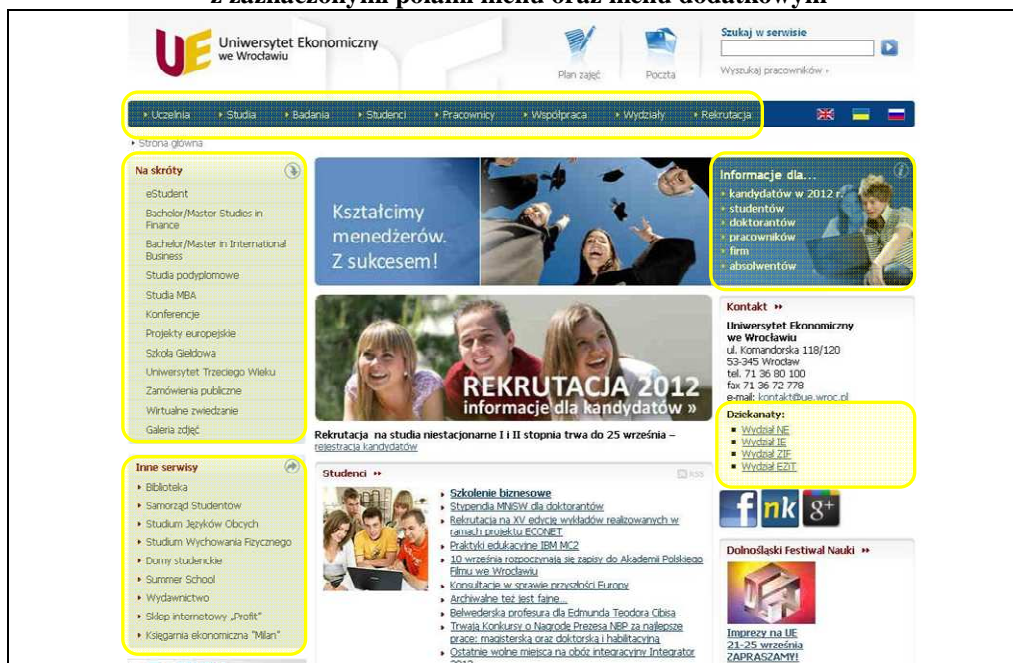 z zaznaczonymi polami menu oraz menu dodatkowym
UE Uniwersytet Ekonomiczny
we Wrocławiu
Plan zajęć
Poczta
Szukaj w serwisie
Wyszukaj pracowników
Uczelnia Studia Badania Studenci Pracownicy Współpraca Wydziały Rekrutacja
Strona główna
Na skróty
eStudent
Bachelor/Master Studies in
Finance
Bachelor/Master in International
Business
Studia podyplomowe
Studia MBA
Konferencje
Projekty europejskie
Szkoła Giełdowa
Uniwersytet Trzeciego Wieku
Zamówienia publiczne
Wirtualne zwiedzanie
Galeria zdjęć
Inne serwisy
Biblioteka
Samorząd Studentów
Studium Języków Obcych
Studium Wychowania Fizycznego
Domy studenckie
Summer School
Wydawnictwo
Sklep internetowy „Profit"
Księgarnia ekonomiczna "Milan"
Kształcimy
menedżerów.
Z sukcesem!
REKRUTACJA 2012
informacje dla kandydatów »
Rekrutacja na studia niestacjonarne I i II stopnia trwa do 25 września –
rejestracja kandydatów
Studenci
RSS
Szkolenie biznesowe
Stypendia MNiSW dla doktorantów
Rekrutacja na XV edycję wykładów realizowanych w
ramach projektu ECONET
Praktyki edukacyjne IBM MC2
10 września rozpoczynają się zapisy do Akademii Polskiego
Filmu we Wrocławiu
Konsultacje w sprawie przyszłości Europy
Archiwalne też jest fajne...
Belwederska profesura dla Edmunda Teodora Cibisa
Trwają Konkursy o Nagrodę Prezesa NBP za najlepsze
prace: magisterską oraz doktorską i habilitacyjną
Ostatnie wolne miejsca na obóz integracyjny Integrator
2012
Informacje dla...
kandydatów w 2012 r.
studentów
doktorantów
pracowników
firm
absolwentów
Kontakt
Uniwersytet Ekonomiczny
we Wrocławiu
ul. Komandorska 118/120
53-345 Wrocław
tel. 71 36 80 100
fax 71 36 72 778
e-mail: kontakt@ue.wroc.pl
Dziekanaty:
Wydział NE
Wydział IE
Wydział ZIF
Wydział EZiT
f nk g+
Dolnośląski Festiwal Nauki
Imprezy na UE
21-25 września
ZAPRASZAMY!